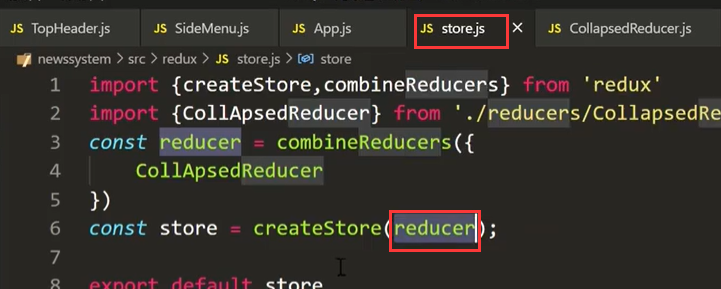 JS TopHeader.js JS SideMenu.js JS App.js JS store.js × JS CollapsedReducer.js
newssystem > src > redux > JS store.js > store
1 import {createStore,combineReducers} from 'redux'
2 import {CollApsedReducer} from './reducers/CollapsedRe
3 const reducer = combineReducers({
4 CollApsedReducer
5 })
6 const store = createStore(reducer);
7
8 export default store